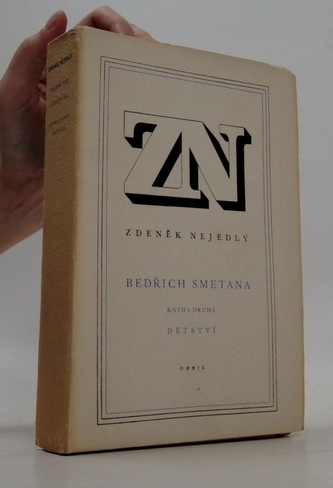 ZN
ZDENĚK NEJEDLÝ
BEDŘICH SMETANA
KNIHA DRUHÁ
DĚTSTVÍ
ORBIS